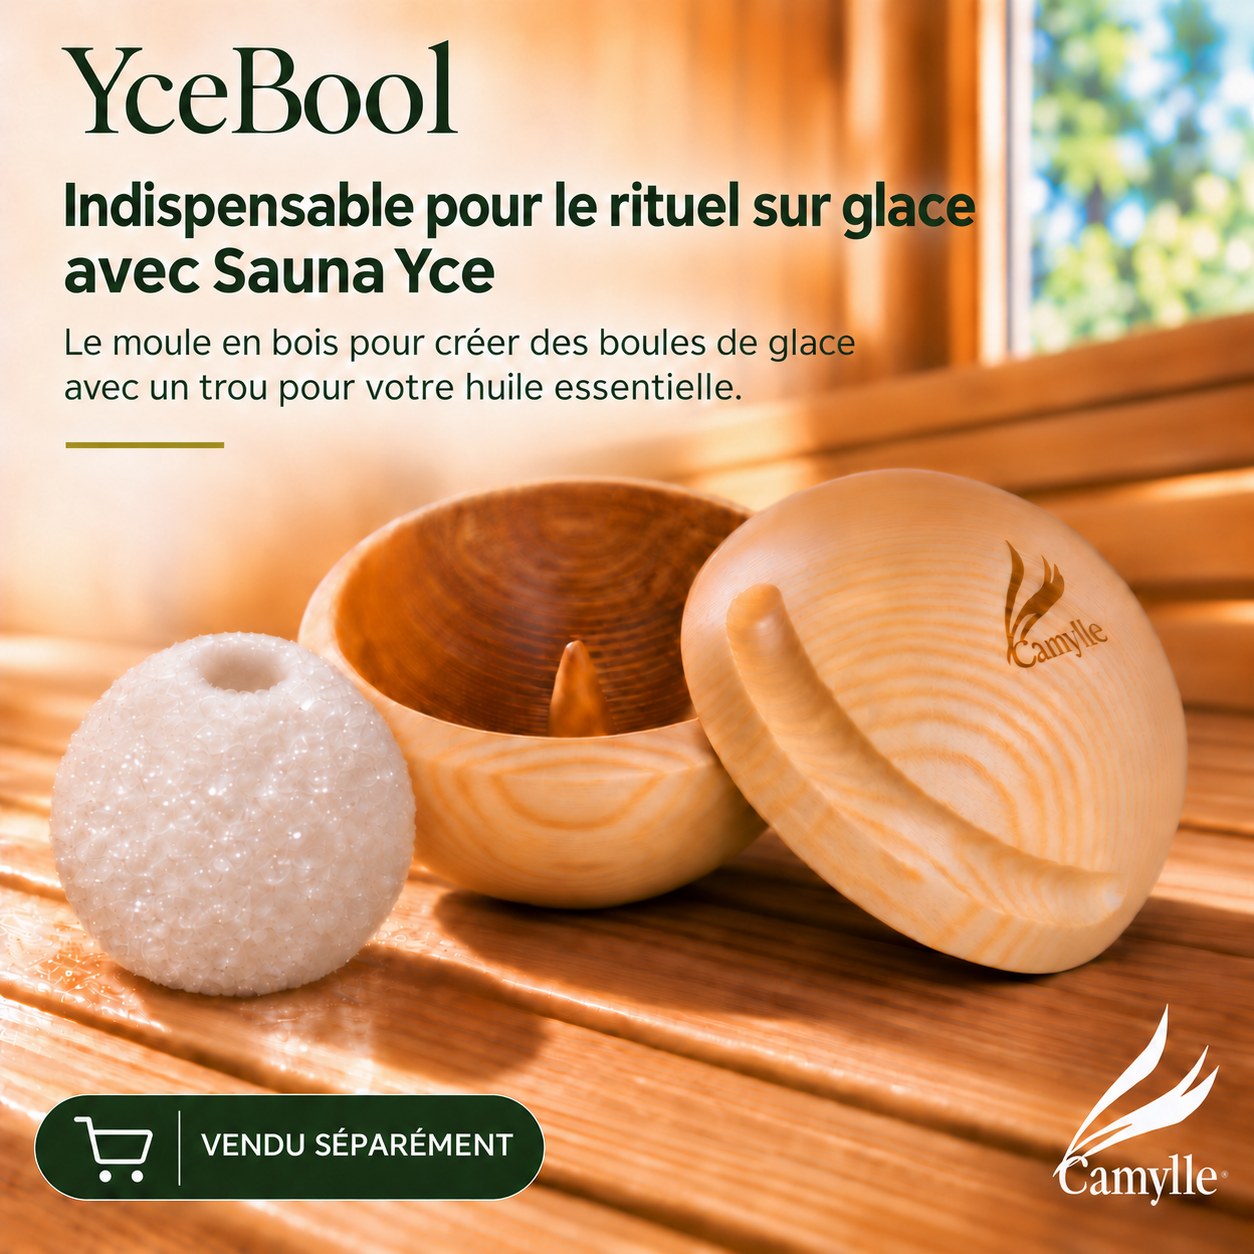 YceBool
Indispensable pour le rituel sur glace
avec Sauna Yce
Le moule en bois pour créer des boules de glace
avec un trou pour votre huile essentielle.
Camylle
VENDU SÉPARÉMENT
Camylle